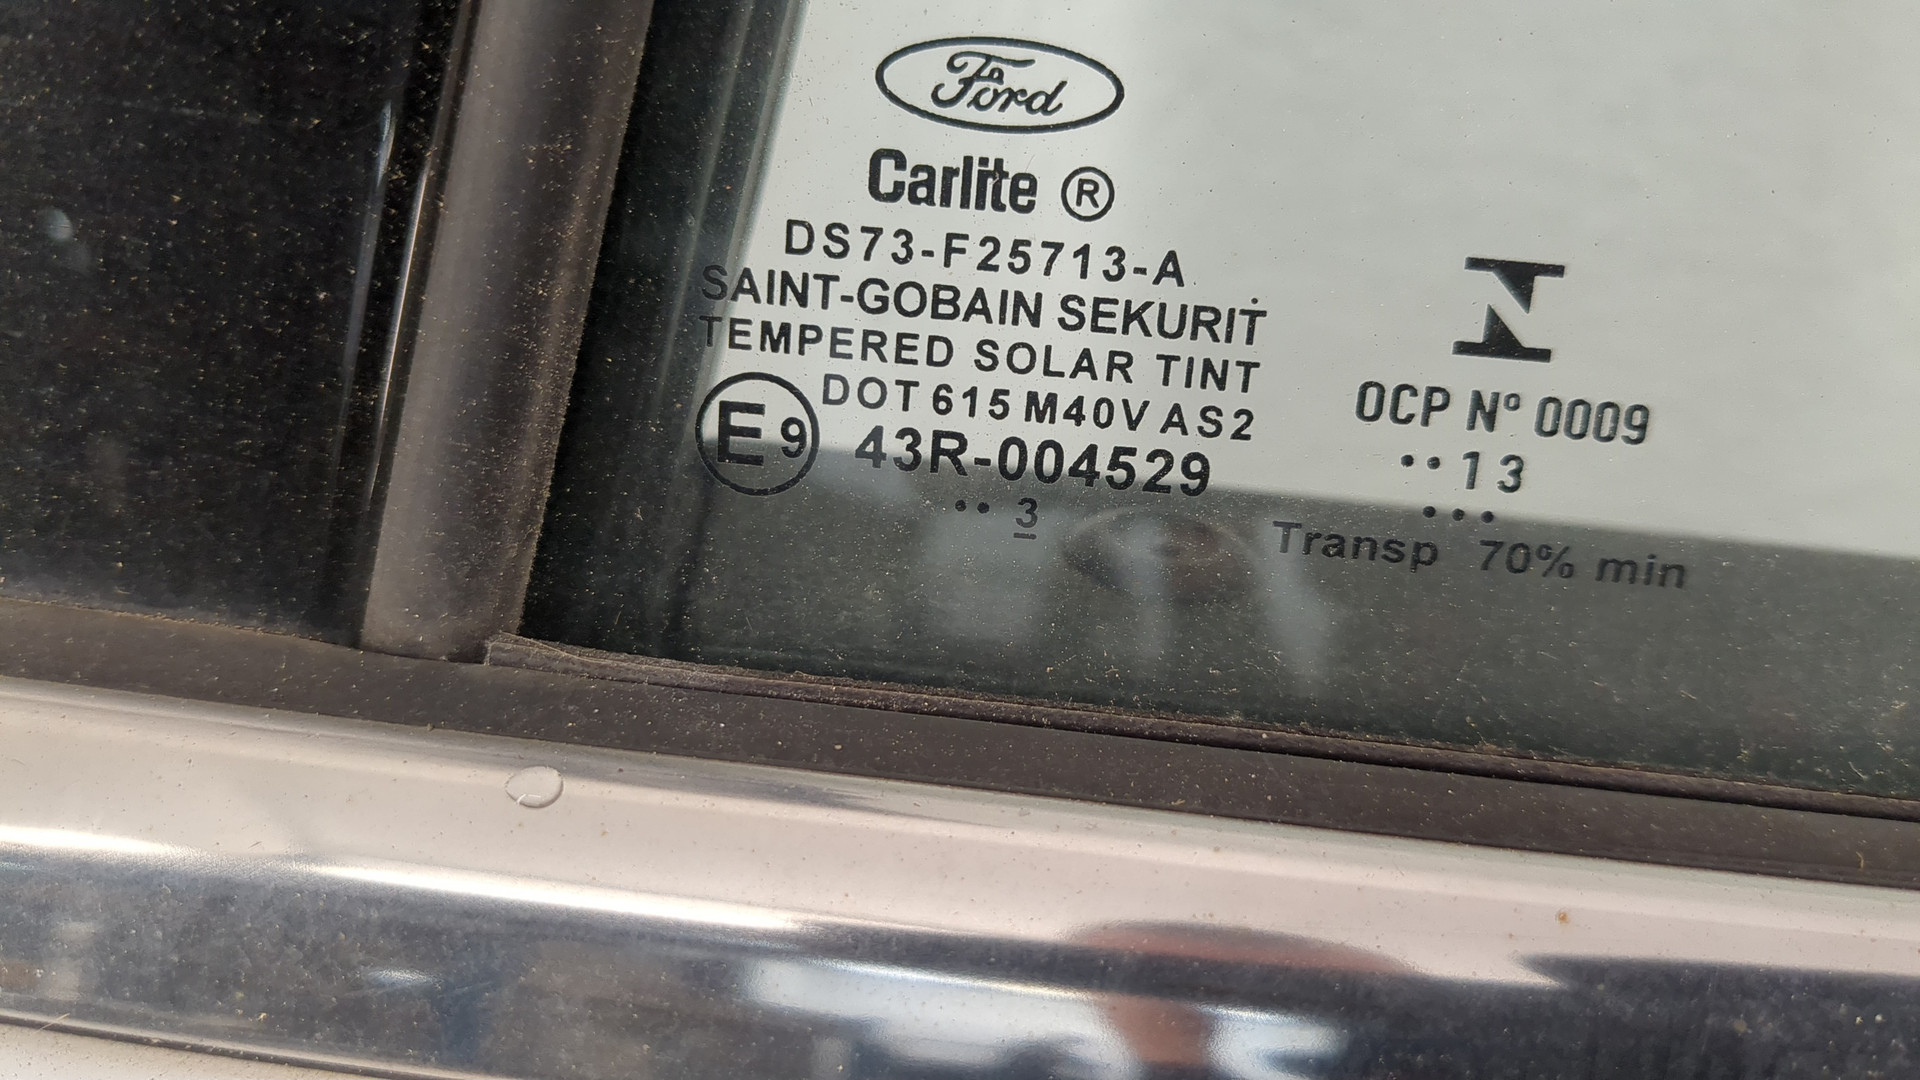 Ford
Carlite ®
DS73-F25713-A
SAINT-GOBAIN SEKURIT
TEMPERED SOLAR TINT
DOT 615 M40V AS2
E9 43R-004529
•• 3
N
OCP Nº 0009
••13
•••
Transp 70% min